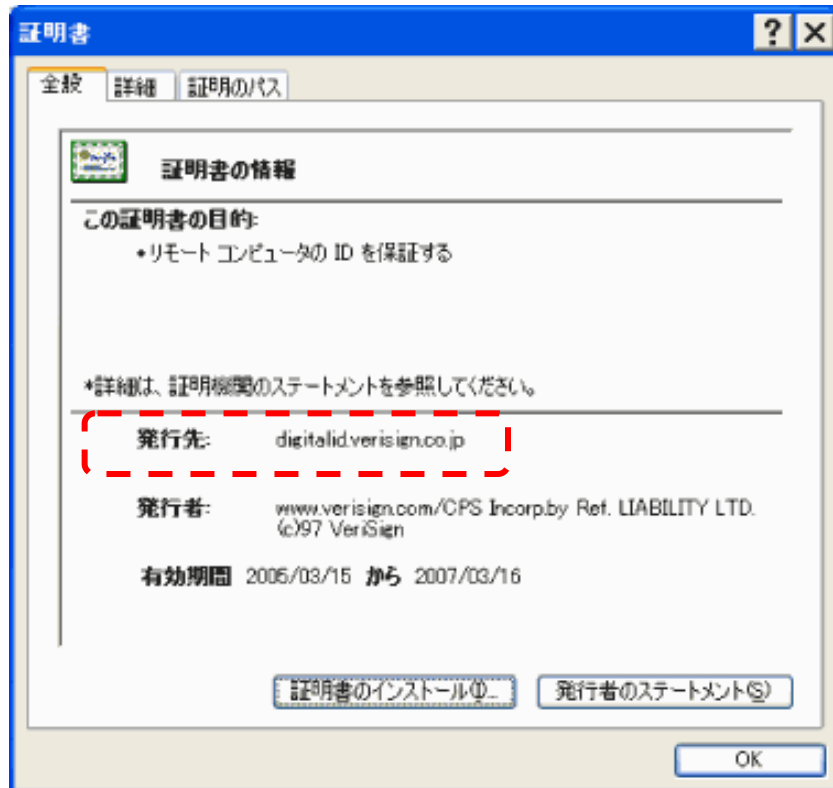 証明書
全般 詳細 証明のパス
証明書の情報
この証明書の目的:
•リモート コンピュータの ID を保証する
*詳細は、証明機関のステートメントを参照してください。
発行先: digitalid.verisign.co.jp
発行者: www.verisign.com/CPS Incorp.by Ref. LIABILITY LTD.
(c)97 VeriSign
有効期間 2005/03/15 から 2007/03/16
証明書のインストール(I)... 発行者のステートメント(S)
OK